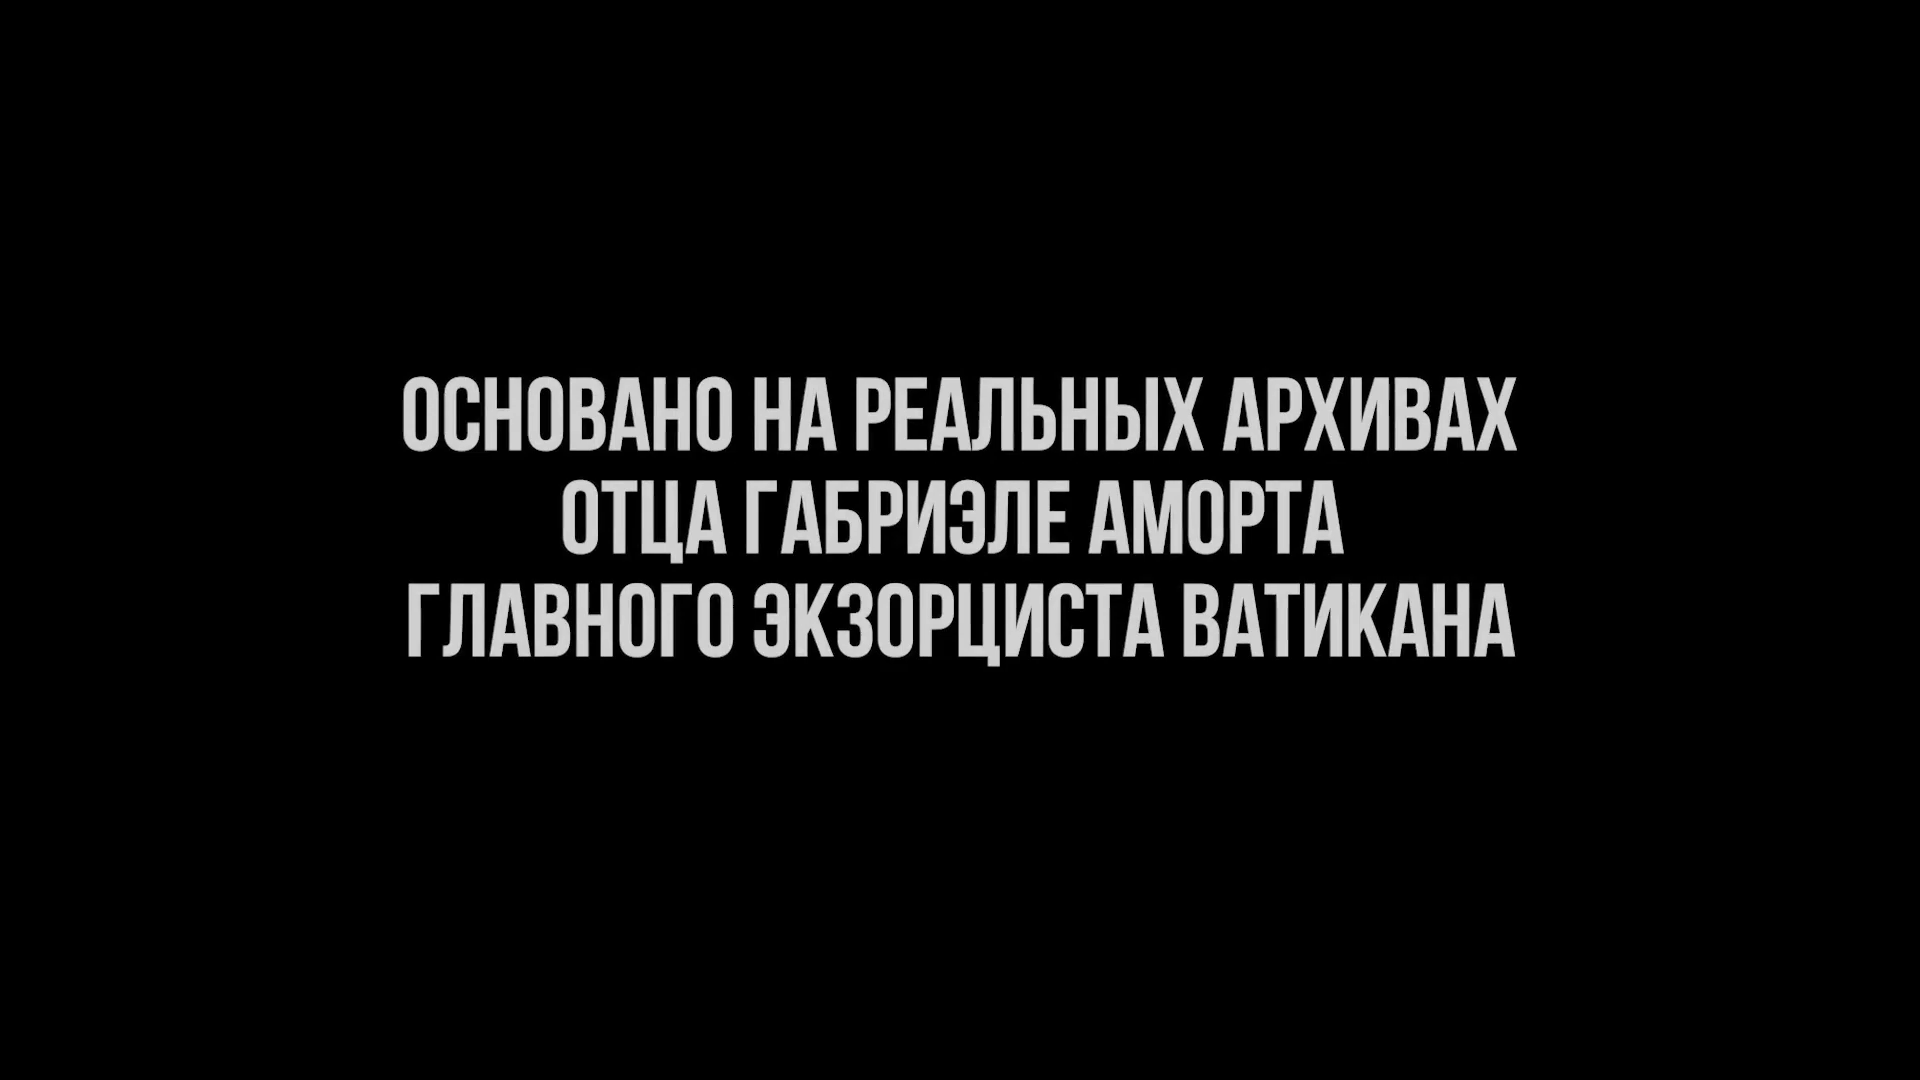 ОСНОВАНО НА РЕАЛЬНЫХ АРХИВАХ
ОТЦА ГАБРИЭЛЕ АМОРТА
ГЛАВНОГО ЭКЗОРЦИСТА ВАТИКАНА